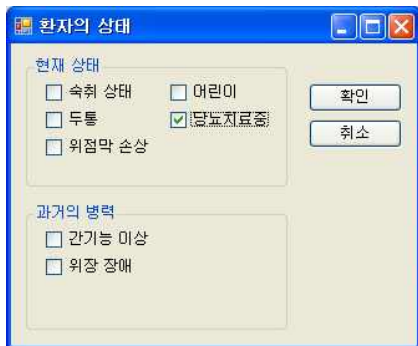 환자의 상태
현재 상태
숙취 상태 어린이
두통 당뇨치료중
위점막 손상
확인
취소
과거의 병력
간기능 이상
위장 장애